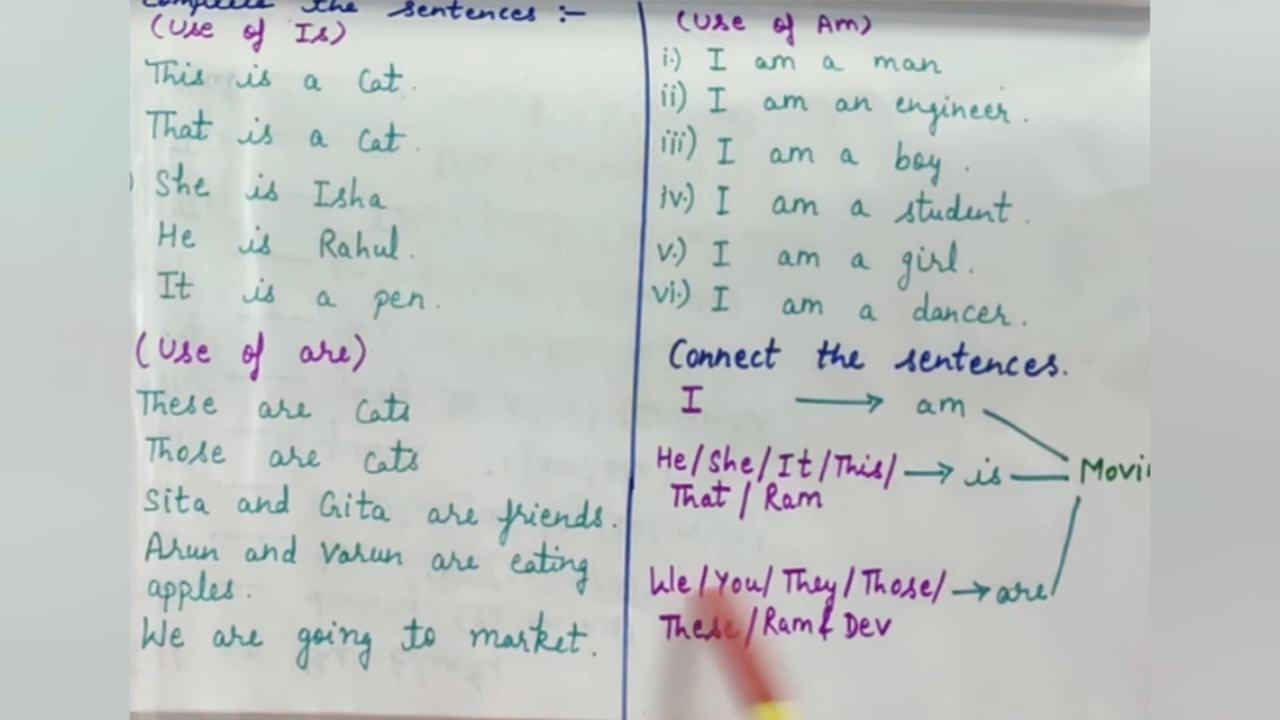 complete the sentences :-
(Use of Is)
This is a Cat.
That is a Cat.
) She is Isha
He is Rahul.
It is a pen.
(Use of are)
These are Cats
Those are cats
Sita and Gita are friends.
Arun and Varun are eating
apples.
We are going to market.
(Use of Am)
i.) I am a man
ii) I am an engineer.
iii) I am a boy.
iv.) I am a student.
v.) I am a girl.
vi.) I am a dancer.
Connect the sentences.
I → am
He/She/It/This/ → is Movi
That / Ram
We/You/They/Those/ → are
These/Ram & Dev